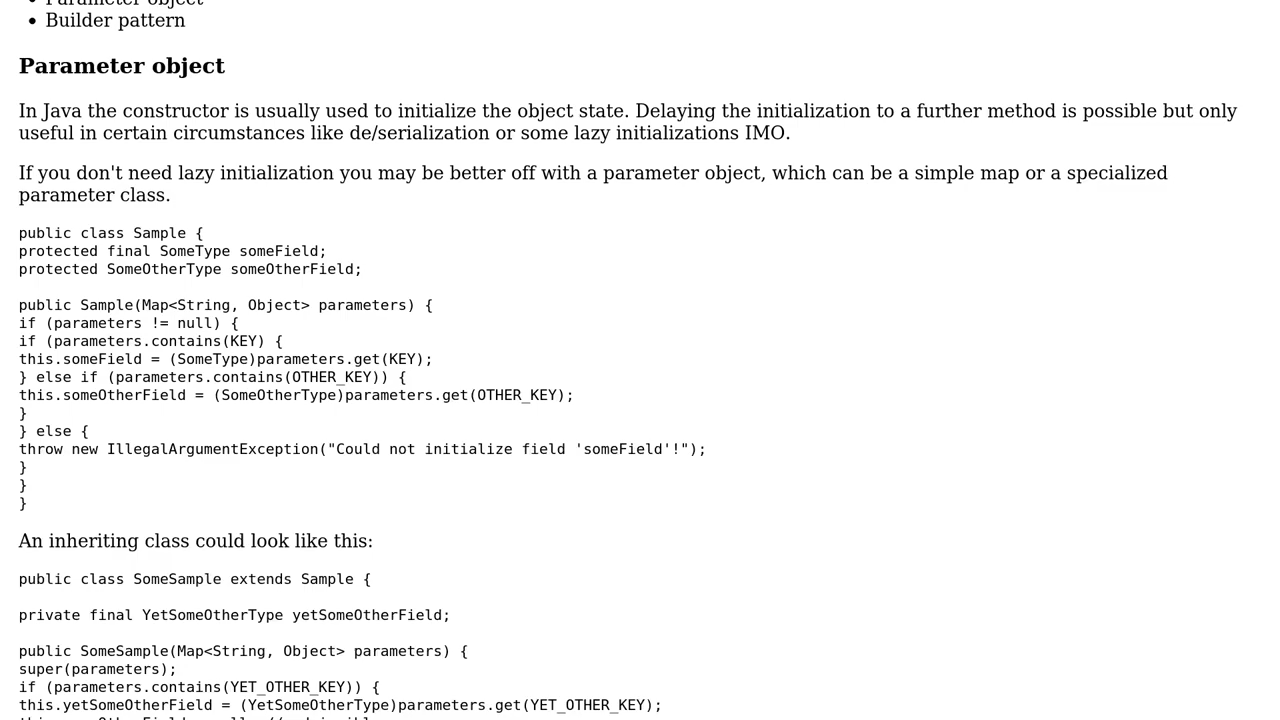 Parameter object
Builder pattern
Parameter object
In Java the constructor is usually used to initialize the object state. Delaying the initialization to a further method is possible but only
useful in certain circumstances like de/serialization or some lazy initializations IMO.
If you don't need lazy initialization you may be better off with a parameter object, which can be a simple map or a specialized
parameter class.
public class Sample {
protected final SomeType someField;
protected SomeOtherType someOtherField;
public Sample(Map<String, Object> parameters) {
if (parameters != null) {
if (parameters.contains(KEY) {
this.someField = (SomeType)parameters.get(KEY);
} else if (parameters.contains(OTHER_KEY)) {
this.someOtherField = (SomeOtherType)parameters.get(OTHER_KEY);
}
} else {
throw new IllegalArgumentException("Could not initialize field 'someField'!");
}
}
}
An inheriting class could look like this:
public class SomeSample extends Sample {
private final YetSomeOtherType yetSomeOtherField;
public SomeSample(Map<String, Object> parameters) {
super(parameters);
if (parameters.contains(YET_OTHER_KEY)) {
this.yetSomeOtherField = (YetSomeOtherType)parameters.get(YET_OTHER_KEY);